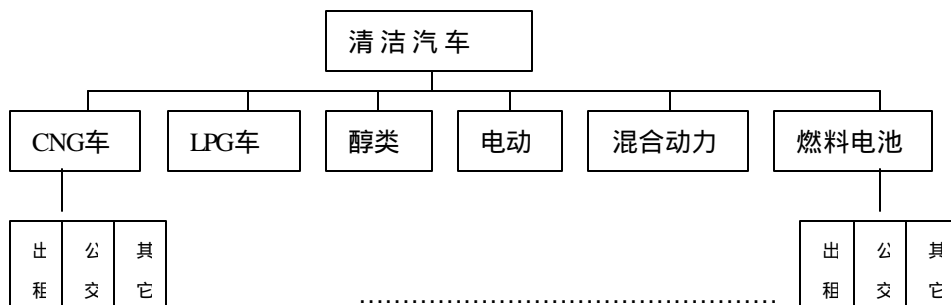 清洁汽车
CNG车 LPG车 醇类 电动 混合动力 燃料电池
出租 公交 其它 出租 公交 其它
................................................